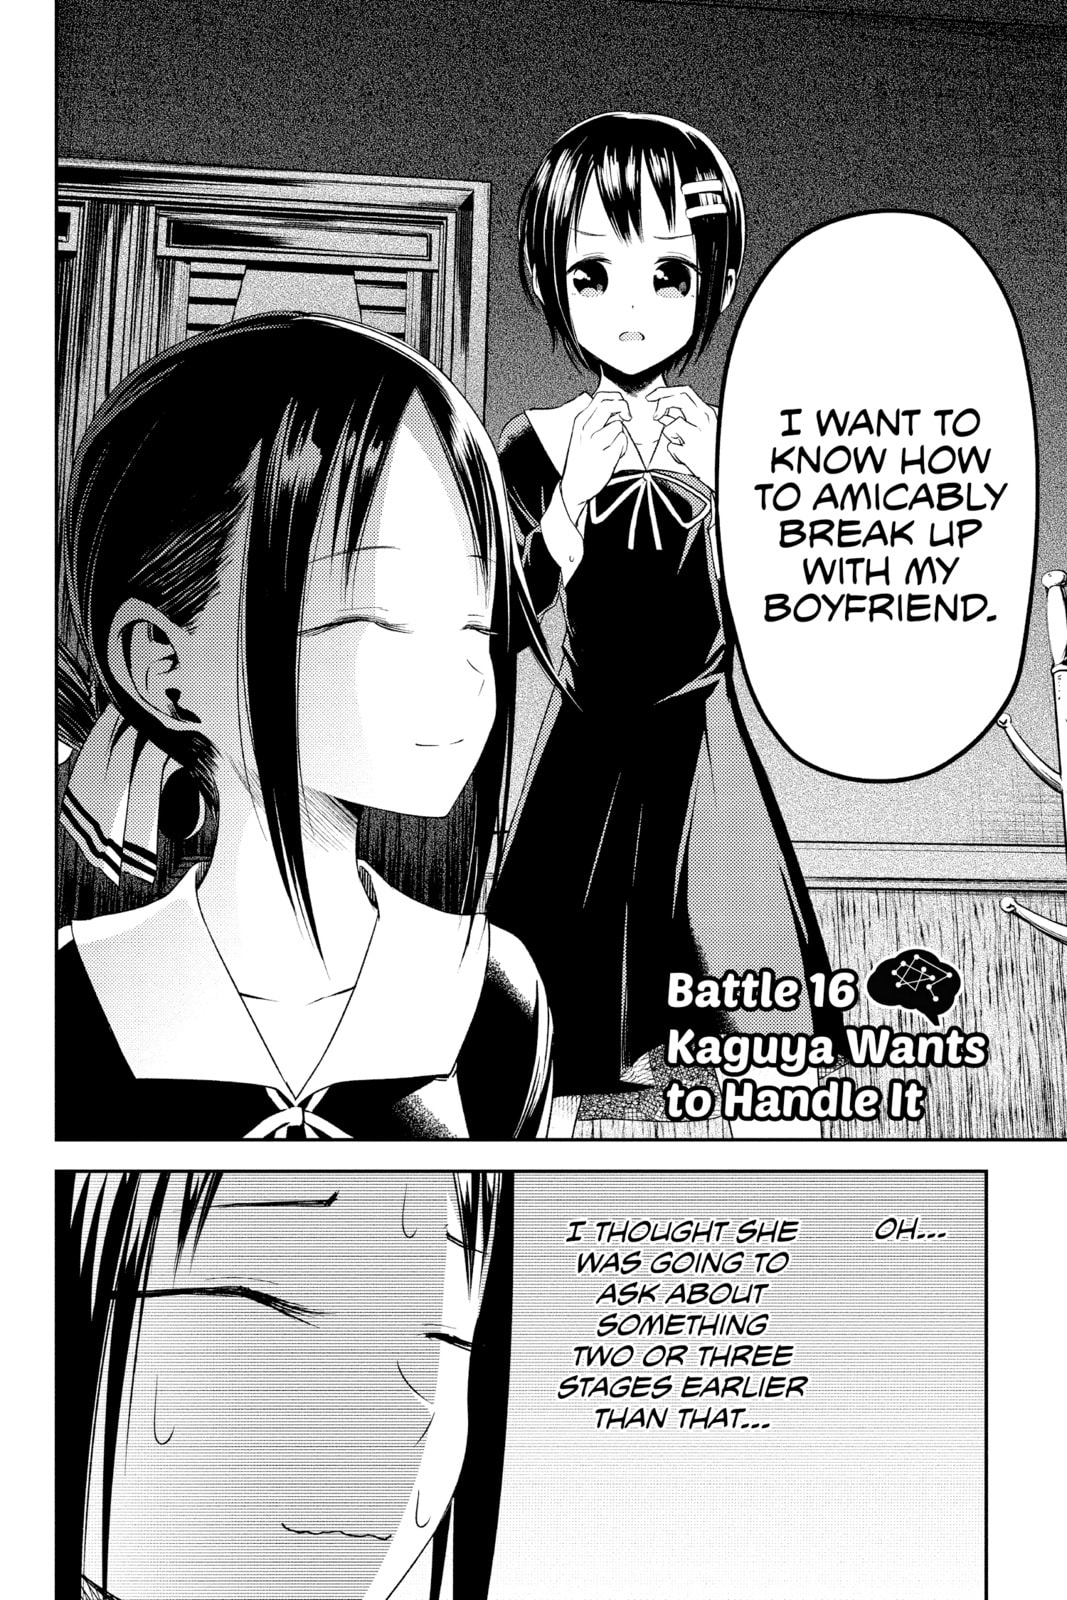 I WANT TO
KNOW HOW
TO AMICABLY
BREAK UP
WITH MY
BOYFRIEND.
Battle 16
Kaguya Wants
to Handle It
OH...
I THOUGHT SHE
WAS GOING TO
ASK ABOUT
SOMETHING
TWO OR THREE
STAGES EARLIER
THAN THAT...